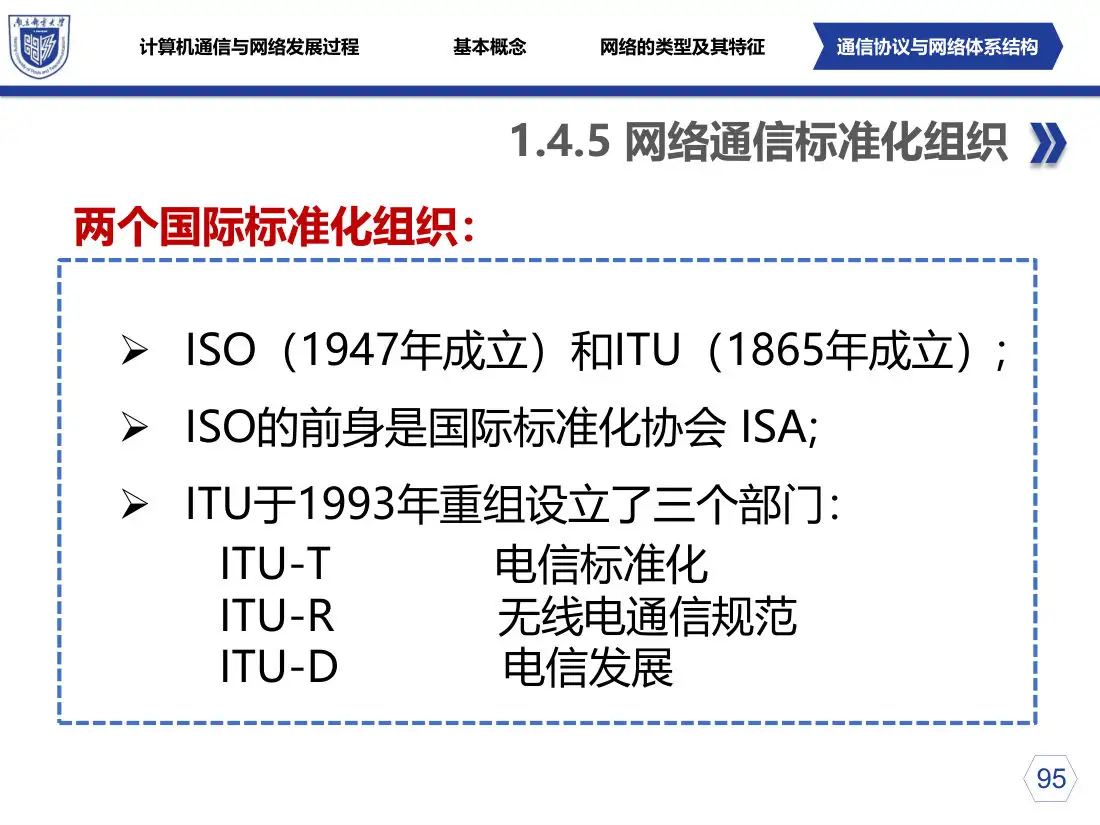 南京邮电大学
计算机通信与网络发展过程 基本概念 网络的类型及其特征 通信协议与网络体系结构
1.4.5 网络通信标准化组织
两个国际标准化组织：
➢ ISO（1947年成立）和ITU（1865年成立）;
➢ ISO的前身是国际标准化协会 ISA;
➢ ITU于1993年重组设立了三个部门：
ITU-T 电信标准化
ITU-R 无线电通信规范
ITU-D 电信发展
95